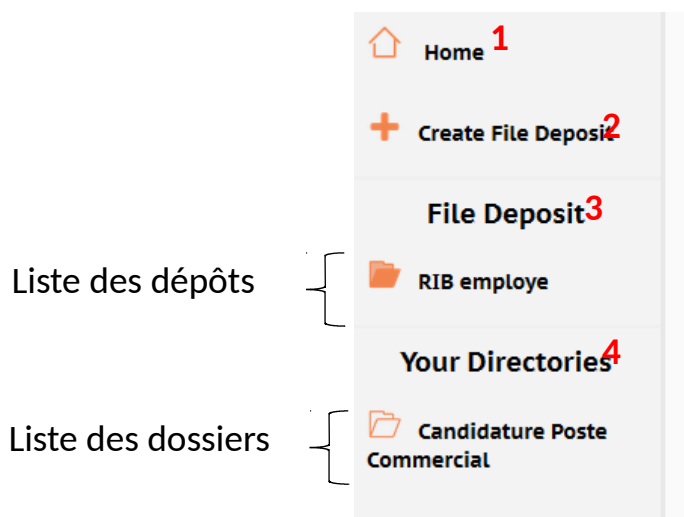 Home 1
Create File Deposit 2
File Deposit 3
Liste des dépôts
RIB employe
Your Directories 4
Liste des dossiers
Candidature Poste
Commercial